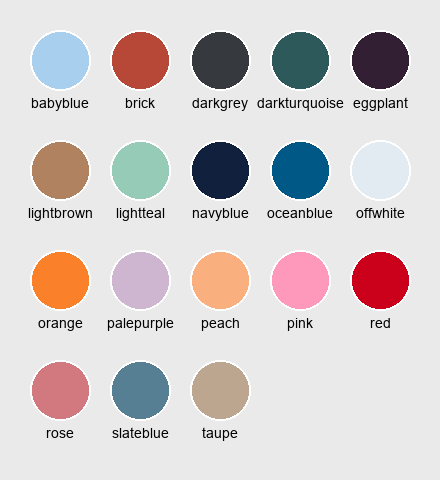 babyblue brick darkgrey darkturquoise eggplant
lightbrown lightteal navyblue oceanblue offwhite
orange palepurple peach pink red
rose slateblue taupe